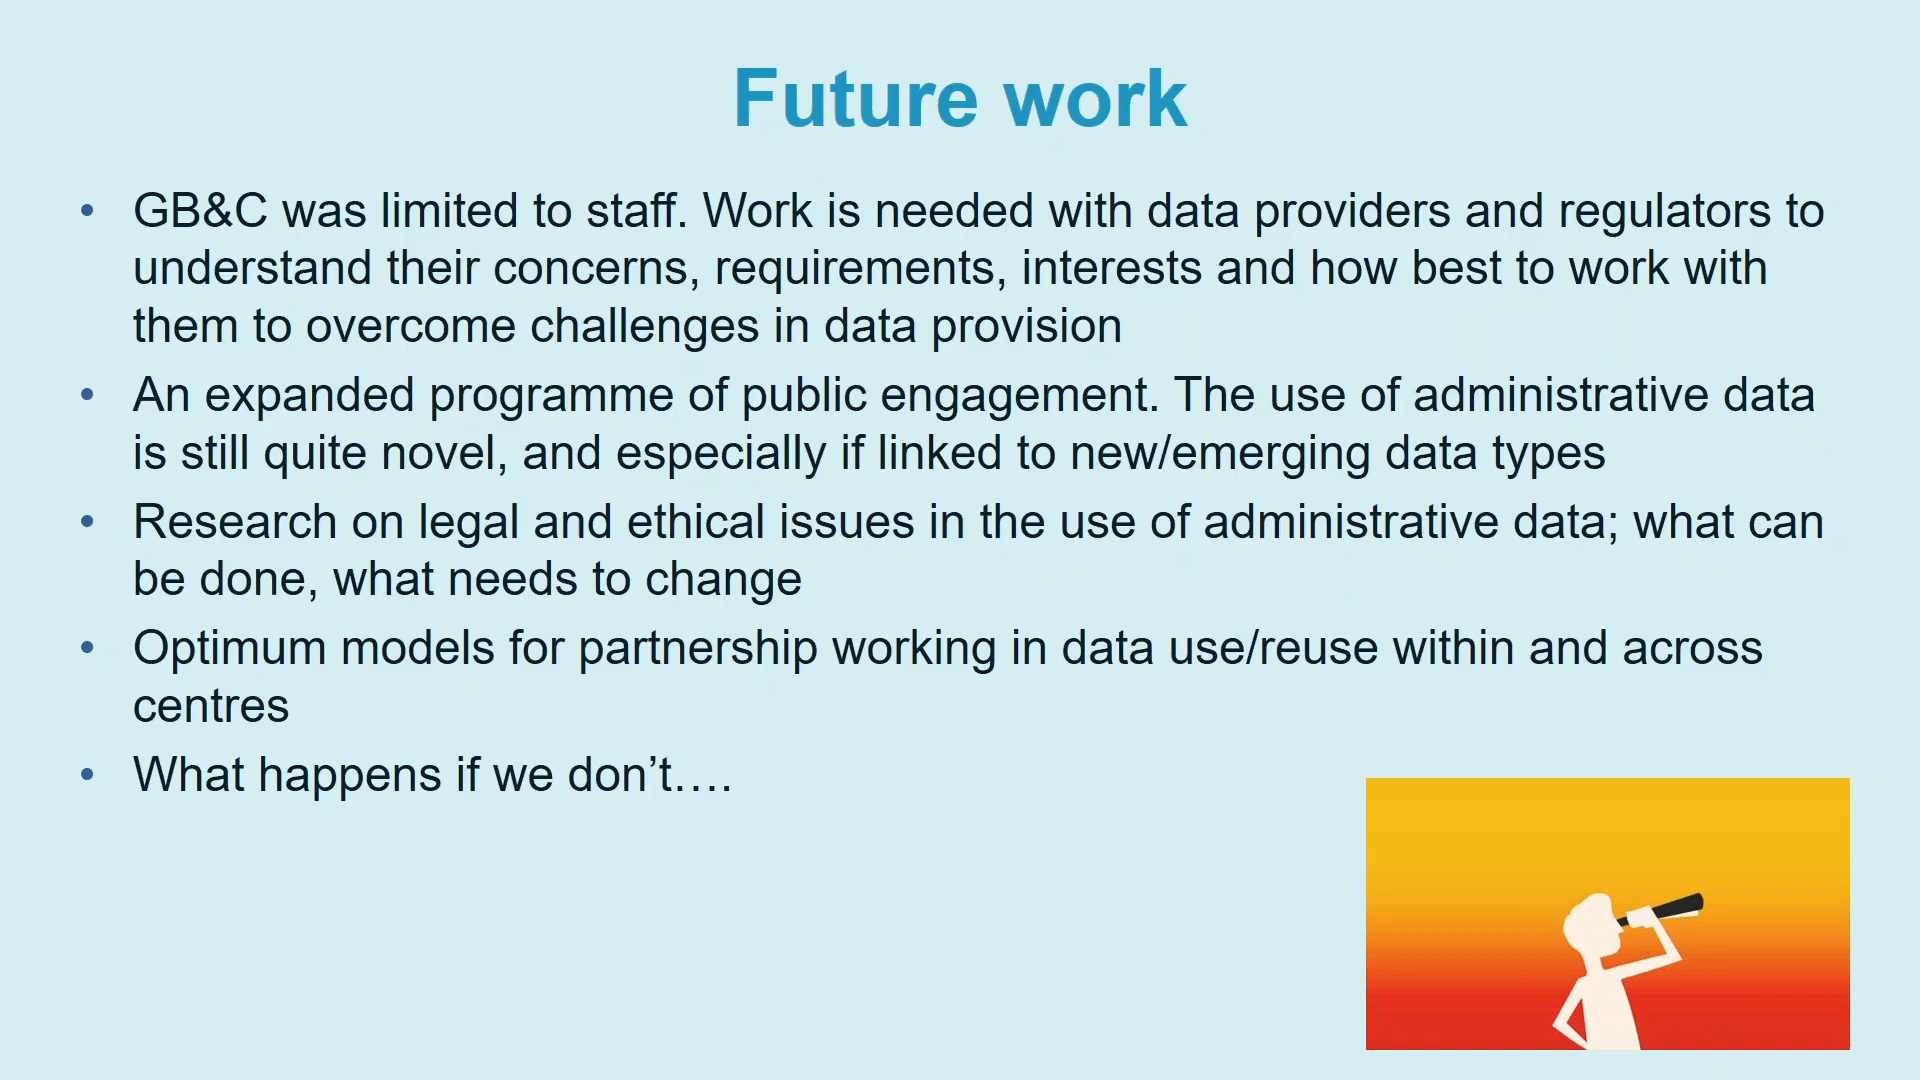 Future work
• GB&C was limited to staff. Work is needed with data providers and regulators to
understand their concerns, requirements, interests and how best to work with
them to overcome challenges in data provision
• An expanded programme of public engagement. The use of administrative data
is still quite novel, and especially if linked to new/emerging data types
• Research on legal and ethical issues in the use of administrative data; what can
be done, what needs to change
• Optimum models for partnership working in data use/reuse within and across
centres
• What happens if we don’t….